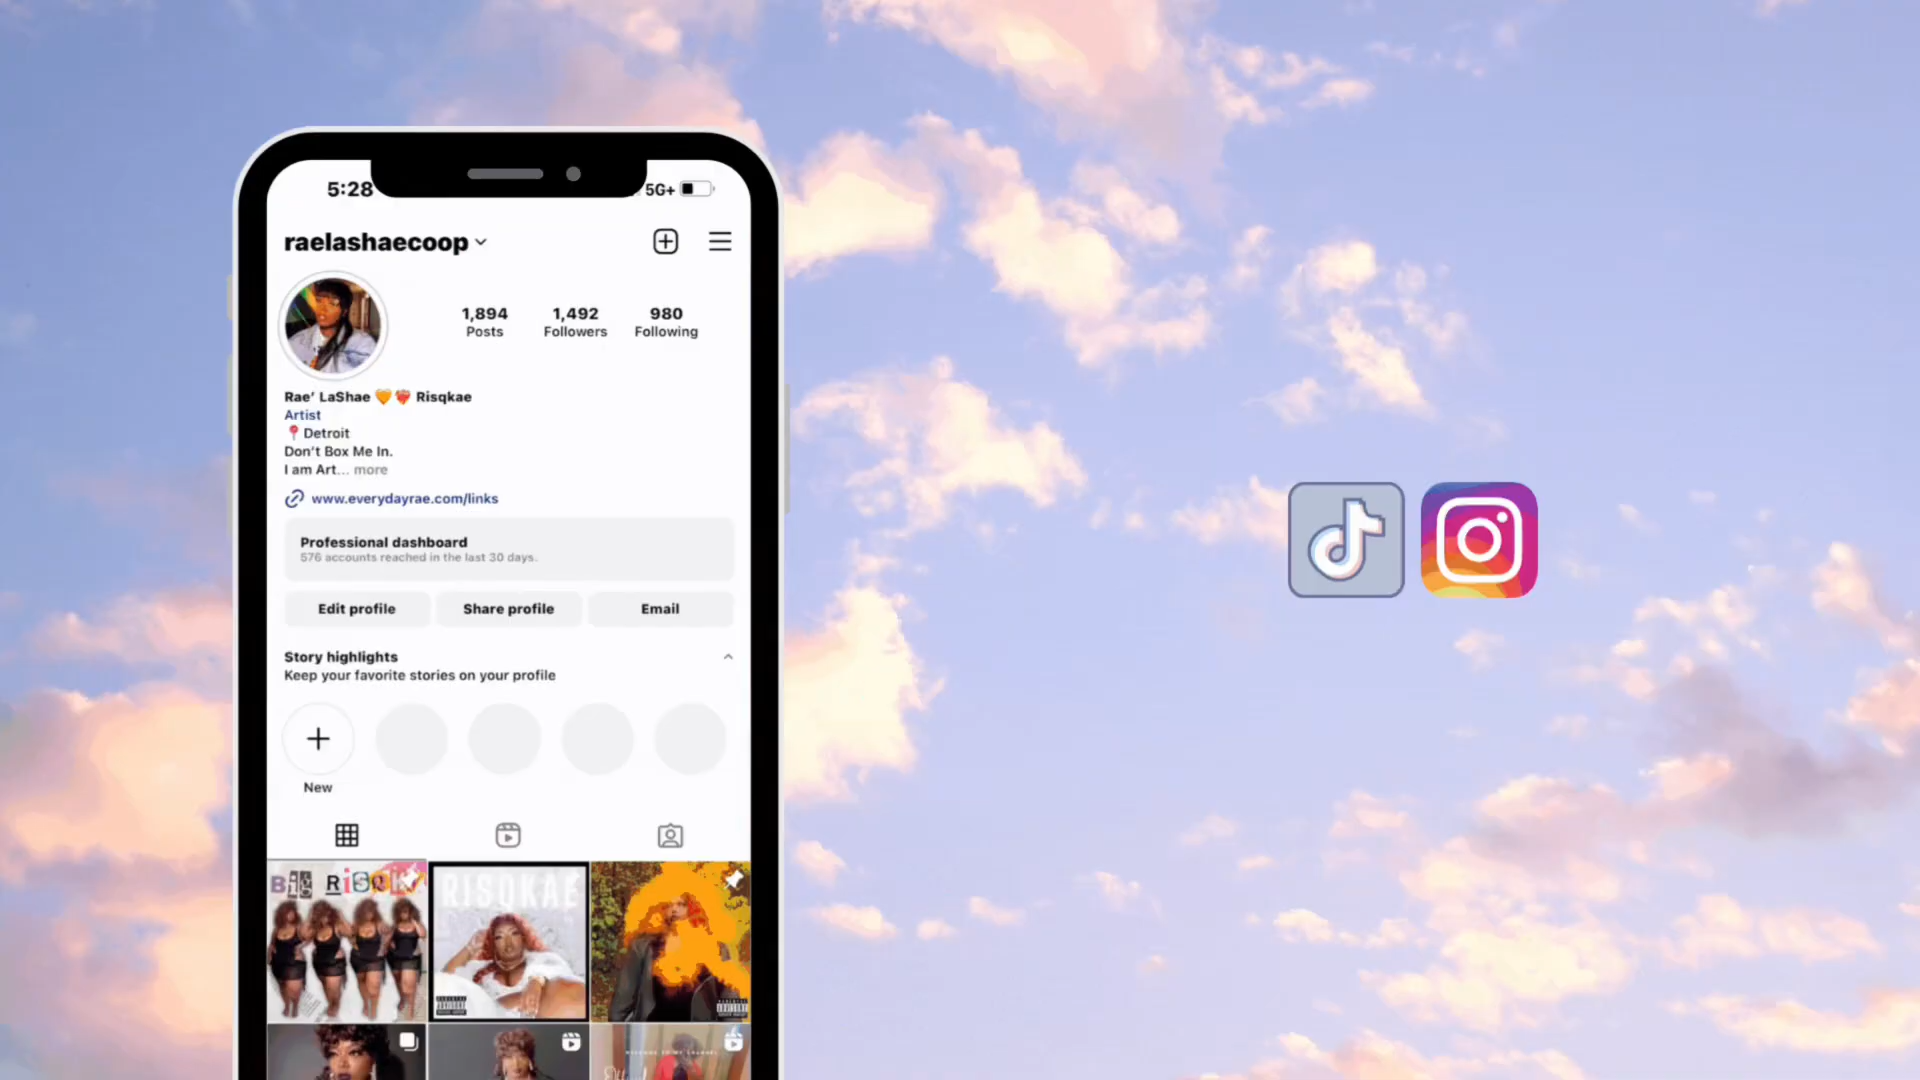 5:28
5G+
raelashaecoop
1,894
1,492
980
Posts
Followers
Following
Rae' LaShae 🧡❤️‍🔥 Risqkae
Artist
📍Detroit
Don't Box Me In.
I am Art... more
www.everydayrae.com/links
Professional dashboard
576 accounts reached in the last 30 days.
Edit profile
Share profile
Email
Story highlights
Keep your favorite stories on your profile
New
BIG RISQKAE
RISQKAE